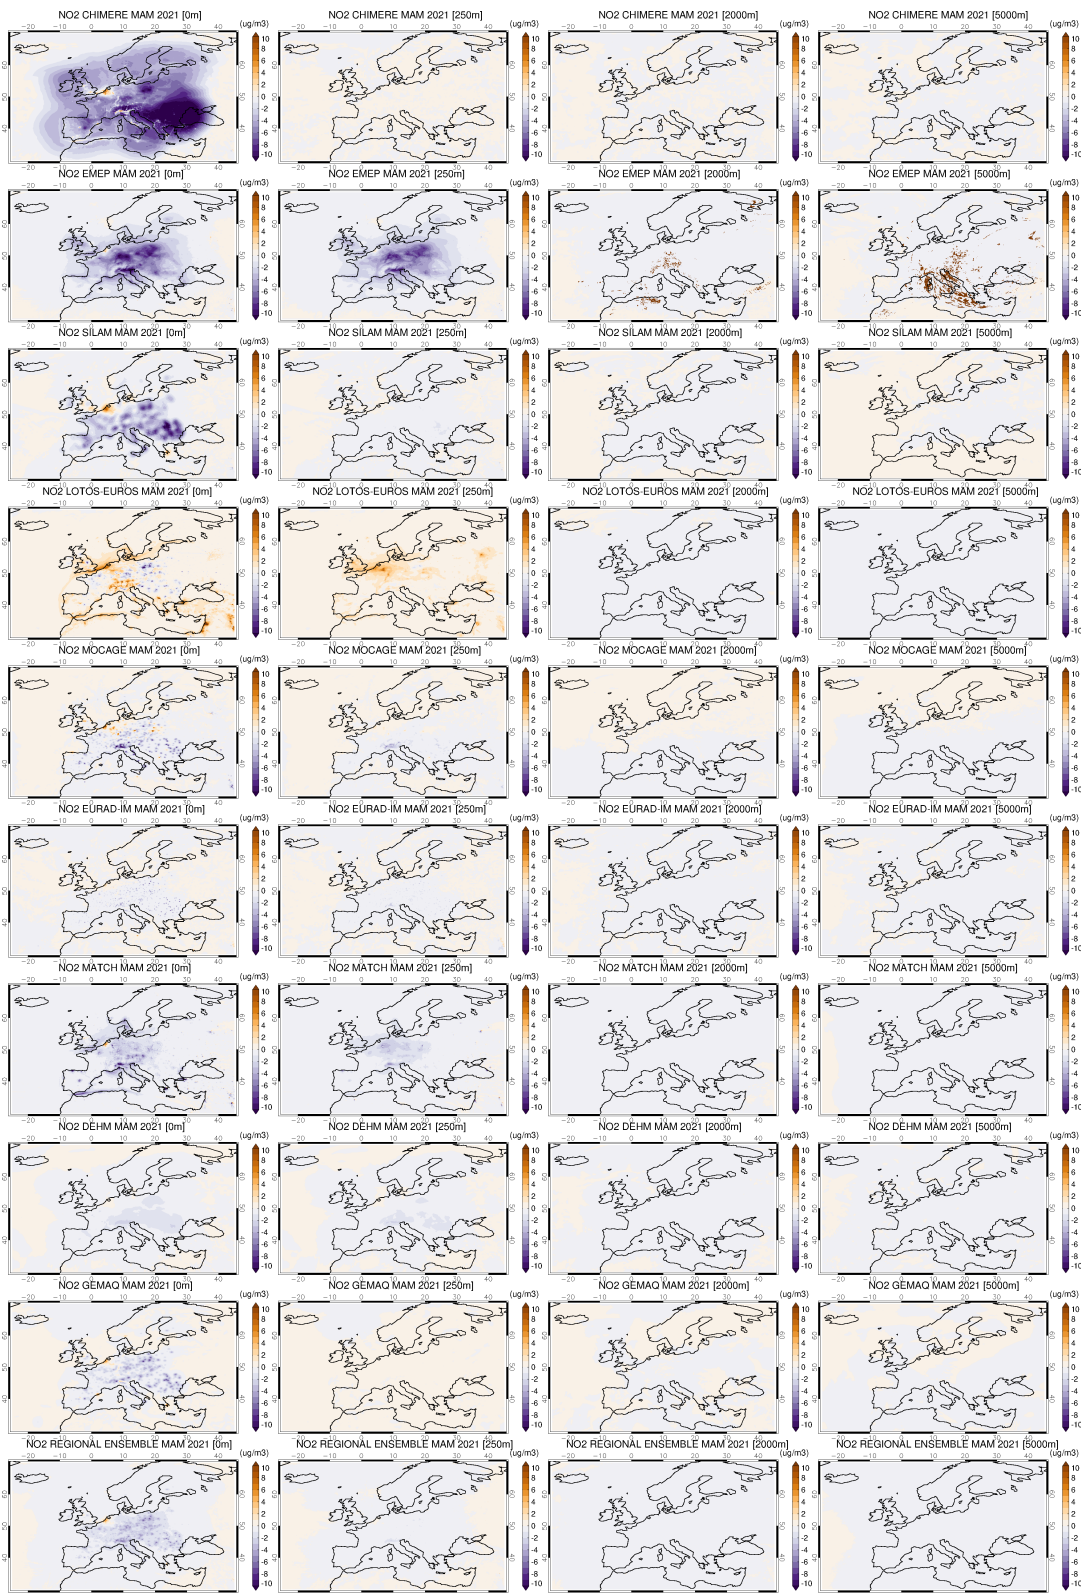 NO2 CHIMERE MAM 2021 [0m]
NO2 CHIMERE MAM 2021 [250m]
NO2 CHIMERE MAM 2021 [2000m]
NO2 CHIMERE MAM 2021 [5000m]
(ug/m3)
10
8
6
4
2
0
-2
-4
-6
-8
-10
−20 −10 0 10 20 30 40
60
50
40
NO2 EMEP MAM 2021 [0m]
NO2 EMEP MAM 2021 [250m]
NO2 EMEP MAM 2021 [2000m]
NO2 EMEP MAM 2021 [5000m]
NO2 SILAM MAM 2021 [0m]
NO2 SILAM MAM 2021 [250m]
NO2 SILAM MAM 2021 [2000m]
NO2 SILAM MAM 2021 [5000m]
NO2 LOTOS-EUROS MAM 2021 [0m]
NO2 LOTOS-EUROS MAM 2021 [250m]
NO2 LOTOS-EUROS MAM 2021 [2000m]
NO2 LOTOS-EUROS MAM 2021 [5000m]
NO2 MOCAGE MAM 2021 [0m]
NO2 MOCAGE MAM 2021 [250m]
NO2 MOCAGE MAM 2021 [2000m]
NO2 MOCAGE MAM 2021 [5000m]
NO2 EURAD-IM MAM 2021 [0m]
NO2 EURAD-IM MAM 2021 [250m]
NO2 EURAD-IM MAM 2021 [2000m]
NO2 EURAD-IM MAM 2021 [5000m]
NO2 MATCH MAM 2021 [0m]
NO2 MATCH MAM 2021 [250m]
NO2 MATCH MAM 2021 [2000m]
NO2 MATCH MAM 2021 [5000m]
NO2 DEHM MAM 2021 [0m]
NO2 DEHM MAM 2021 [250m]
NO2 DEHM MAM 2021 [2000m]
NO2 DEHM MAM 2021 [5000m]
NO2 GEMAQ MAM 2021 [0m]
NO2 GEMAQ MAM 2021 [250m]
NO2 GEMAQ MAM 2021 [2000m]
NO2 GEMAQ MAM 2021 [5000m]
NO2 REGIONAL ENSEMBLE MAM 2021 [0m]
NO2 REGIONAL ENSEMBLE MAM 2021 [250m]
NO2 REGIONAL ENSEMBLE MAM 2021 [2000m]
NO2 REGIONAL ENSEMBLE MAM 2021 [5000m]